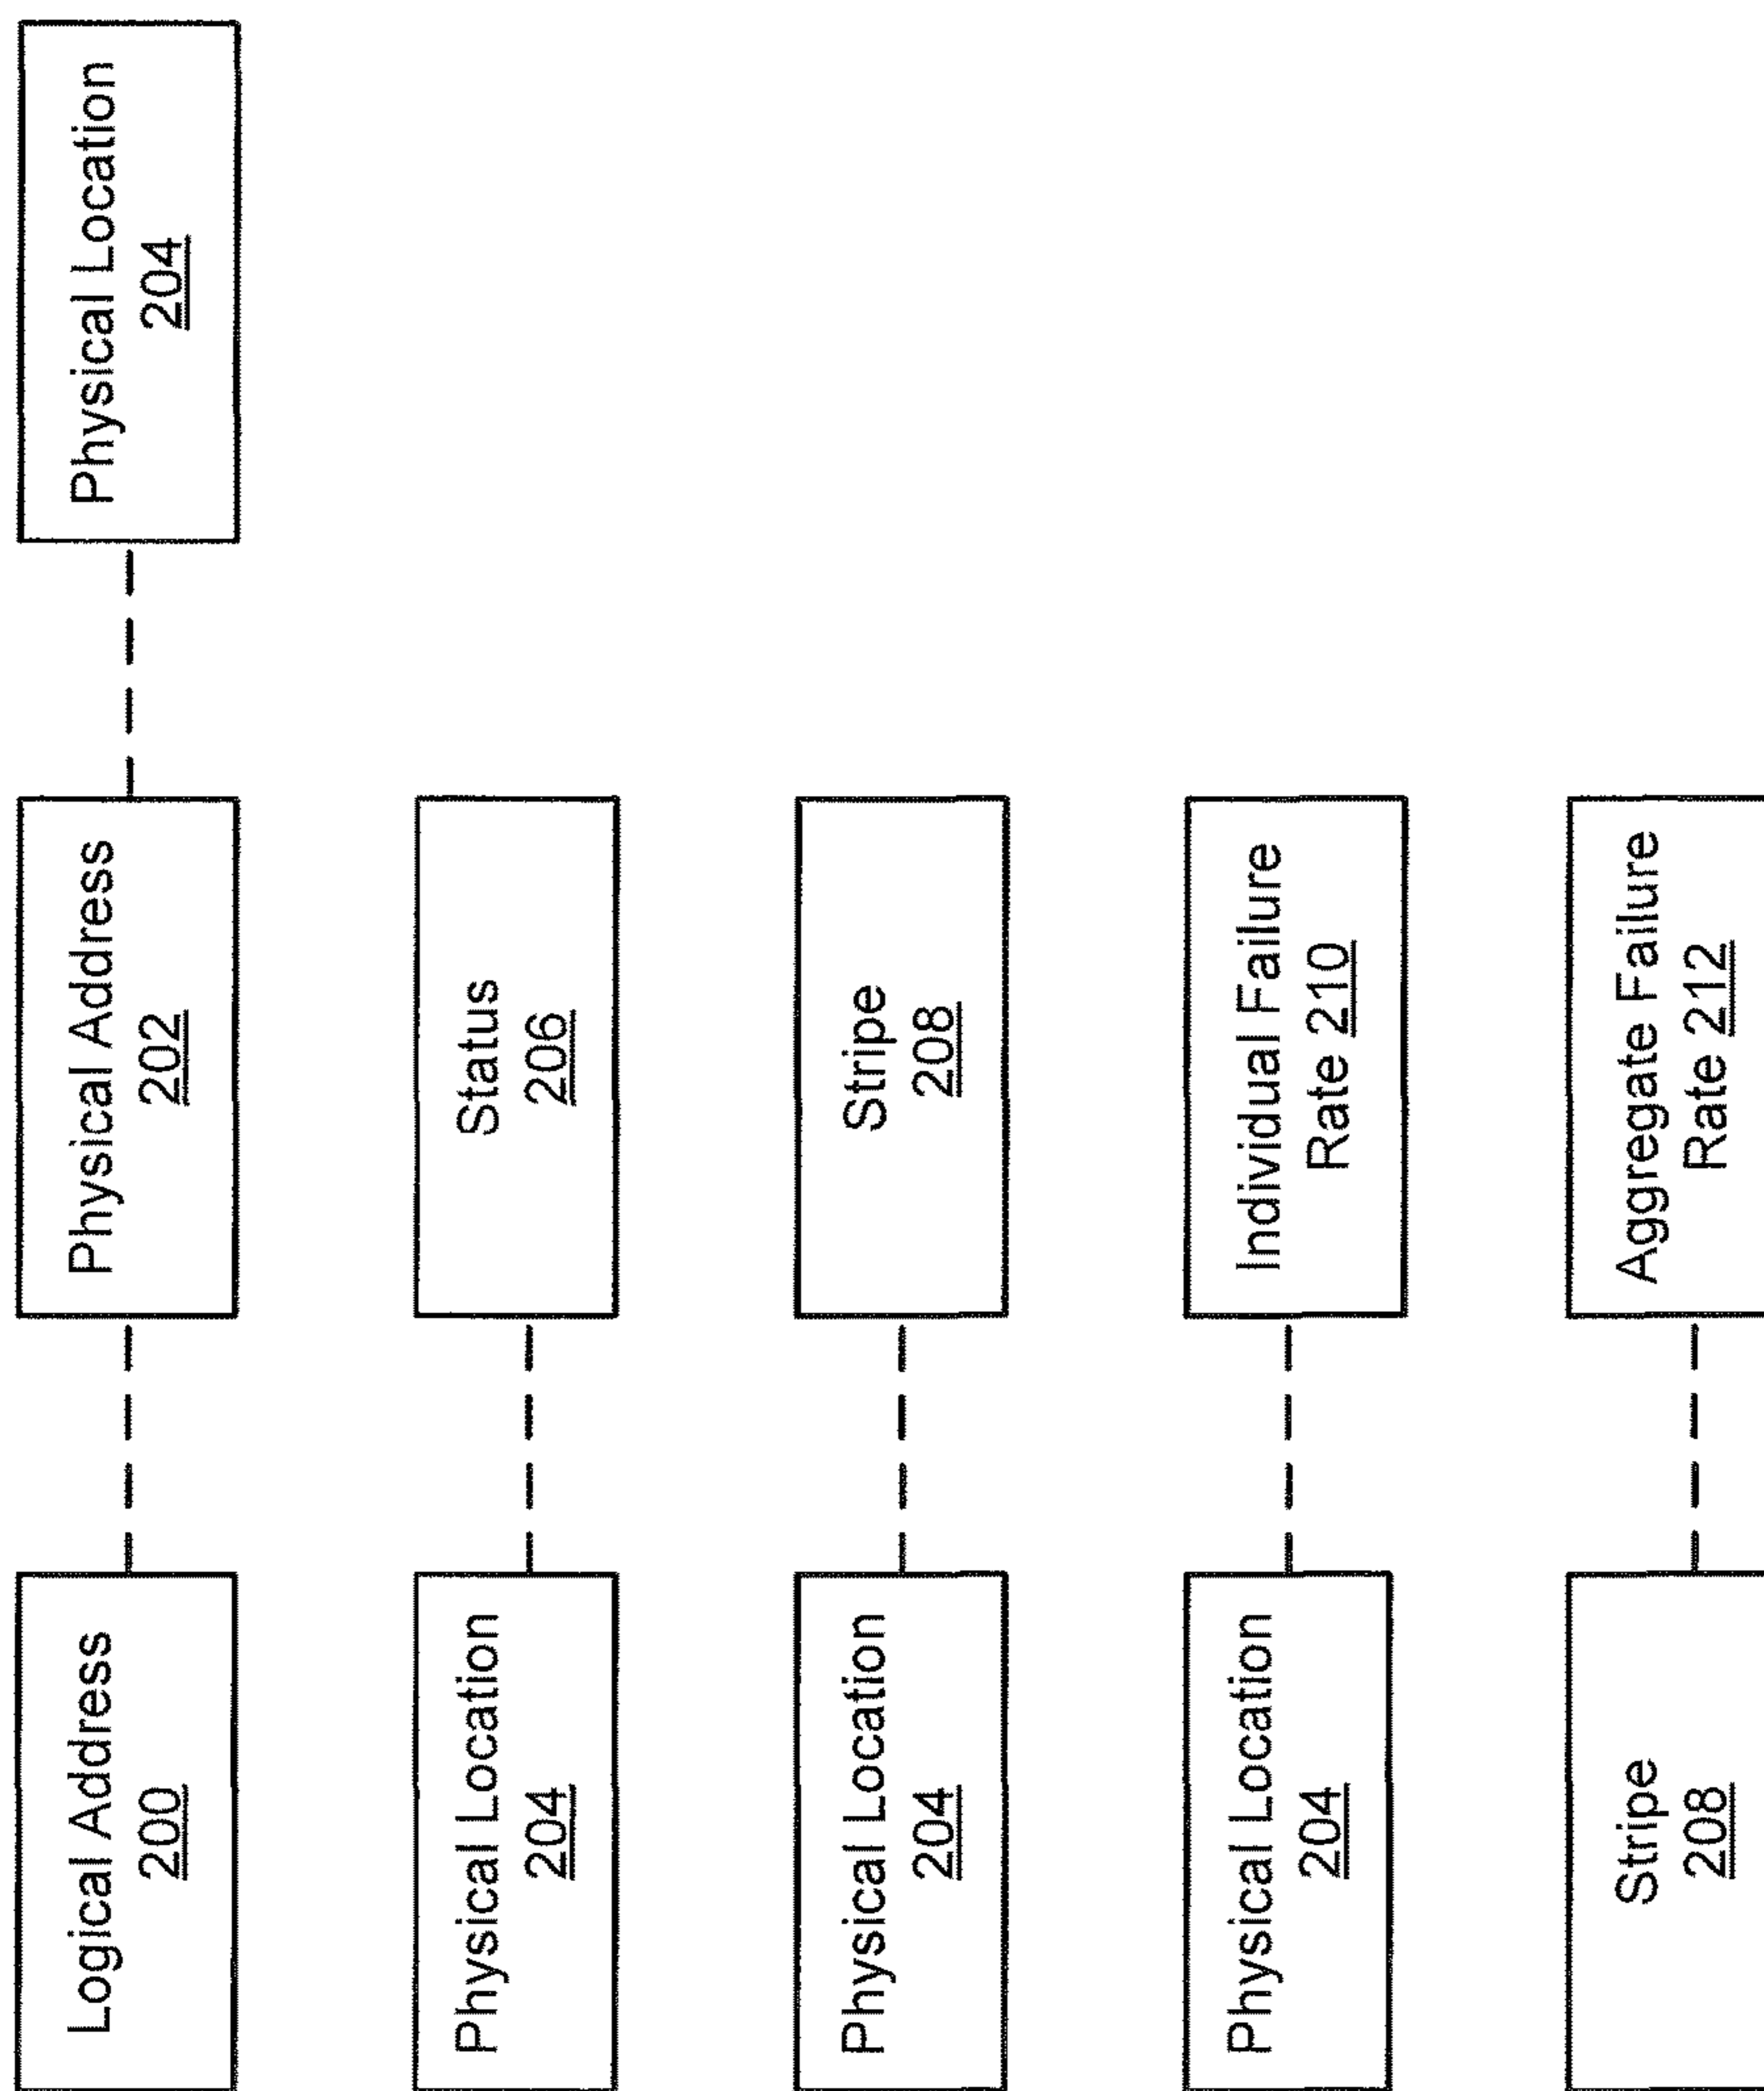 Logical Address
200
Physical Address
202
Physical Location
204
Physical Location
204
Status
206
Physical Location
204
Stripe
208
Physical Location
204
Individual Failure
Rate 210
Stripe
208
Aggregate Failure
Rate 212